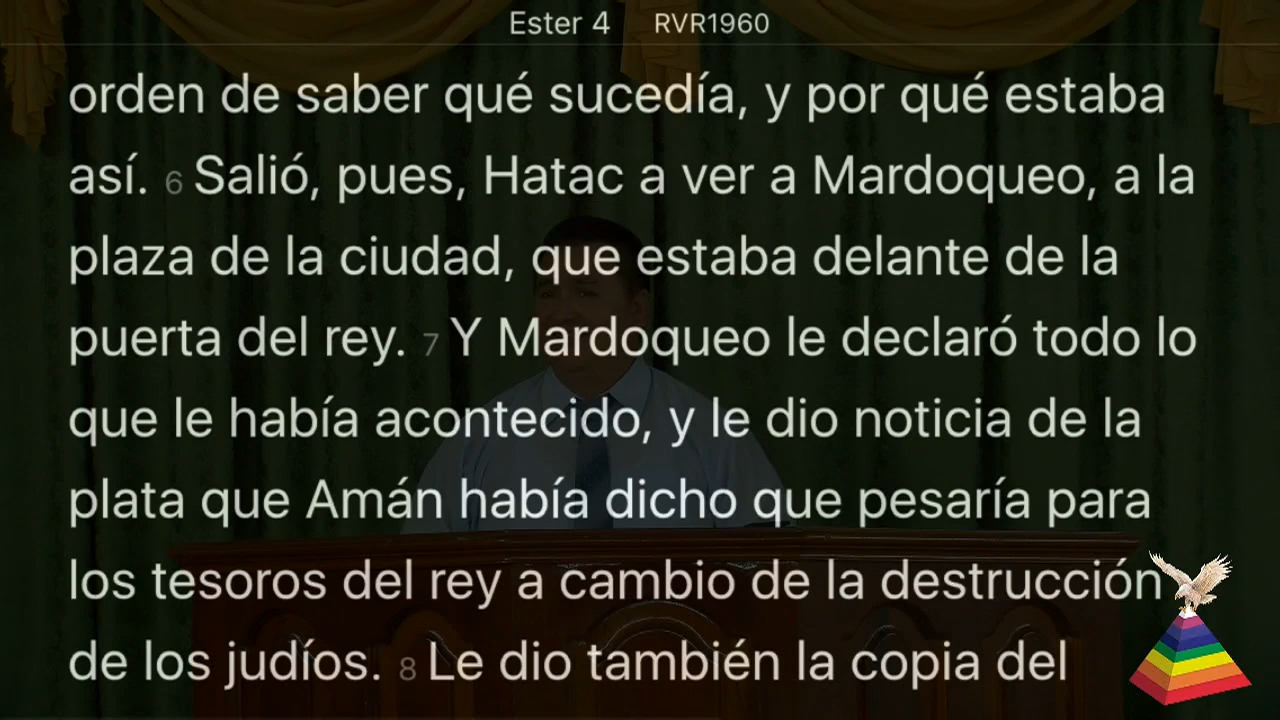 Ester 4 RVR1960
orden de saber qué sucedía, y por qué estaba
así. 6 Salió, pues, Hatac a ver a Mardoqueo, a la
plaza de la ciudad, que estaba delante de la
puerta del rey. 7 Y Mardoqueo le declaró todo lo
que le había acontecido, y le dio noticia de la
plata que Amán había dicho que pesaría para
los tesoros del rey a cambio de la destrucción
de los judíos. 8 Le dio también la copia del